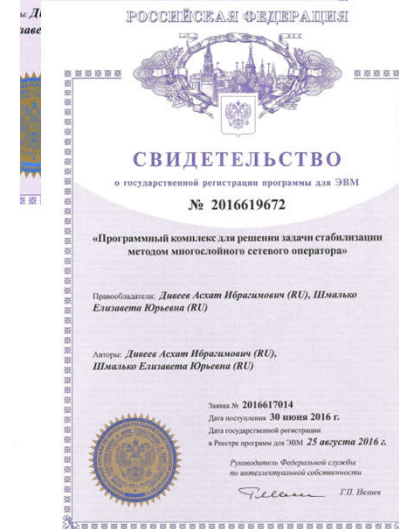 РОССИЙСКАЯ ФЕДЕРАЦИЯ
СВИДЕТЕЛЬСТВО
о государственной регистрации программы для ЭВМ
№ 2016619672
«Программный комплекс для решения задачи стабилизации
методом многослойного сетевого оператора»
Правообладатели: Дивеев Асхат Ибрагимович (RU), Шмалько
Елизавета Юрьевна (RU)
Авторы: Дивеев Асхат Ибрагимович (RU),
Шмалько Елизавета Юрьевна (RU)
Заявка № 2016617014
Дата поступления 30 июня 2016 г.
Дата государственной регистрации
в Реестре программ для ЭВМ 25 августа 2016 г.
Руководитель Федеральной службы
по интеллектуальной собственности
Г.П. Ивлиев